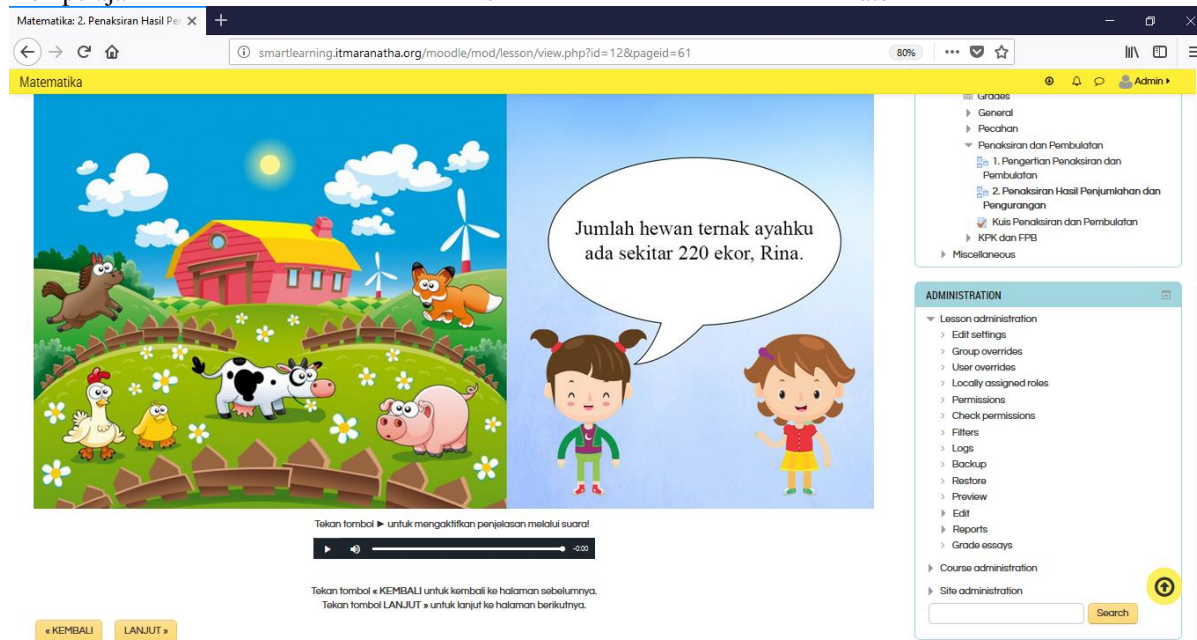 Matematika: 2. Penaksiran Hasil Per
smartlearning.itmaranatha.org/moodle/mod/lesson/view.php?id=12&pageid=61
80%
Matematika
Admin
Jumlah hewan ternak ayahku
ada sekitar 220 ekor, Rina.
Tekan tombol ► untuk mengaktifkan penjelasan melalui suara!
-0:00
Tekan tombol « KEMBALI untuk kembali ke halaman sebelumnya.
Tekan tombol LANJUT » untuk lanjut ke halaman berikutnya.
« KEMBALI
LANJUT »
Grades
General
Pecahan
Penaksiran dan Pembulatan
1. Pengertian Penaksiran dan
Pembulatan
2. Penaksiran Hasil Penjumlahan dan
Pengurangan
Kuis Penaksiran dan Pembulatan
KPK dan FPB
Miscellaneous
ADMINISTRATION
Lesson administration
Edit settings
Group overrides
User overrides
Locally assigned roles
Permissions
Check permissions
Filters
Logs
Backup
Restore
Preview
Edit
Reports
Grade essays
Course administration
Site administration
Search